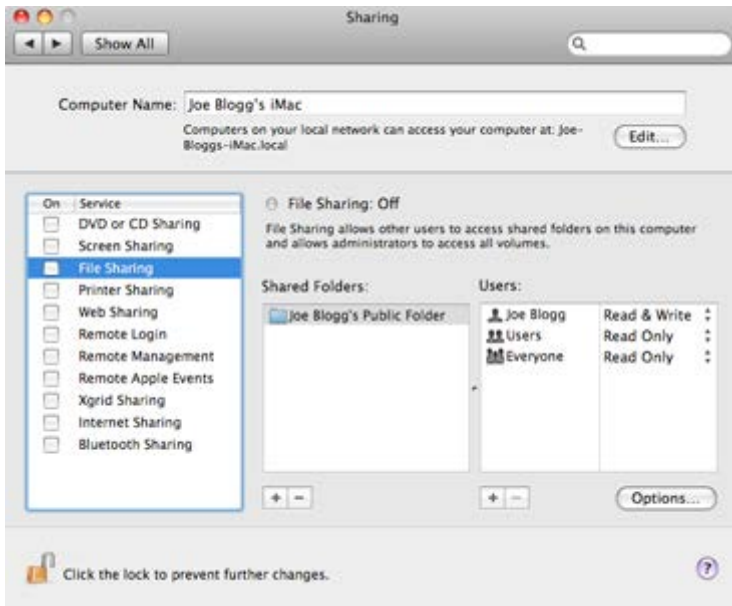 Sharing
Show All
Computer Name: Joe Blogg's iMac
Computers on your local network can access your computer at: Joe-
Bloggs-iMac.local
Edit...
On Service
DVD or CD Sharing
Screen Sharing
File Sharing
Printer Sharing
Web Sharing
Remote Login
Remote Management
Remote Apple Events
Xgrid Sharing
Internet Sharing
Bluetooth Sharing
File Sharing: Off
File Sharing allows other users to access shared folders on this computer
and allows administrators to access all volumes.
Shared Folders:
Joe Blogg's Public Folder
Users:
Joe Blogg Read & Write
Users Read Only
Everyone Read Only
+ − + −
Options...
Click the lock to prevent further changes.
?